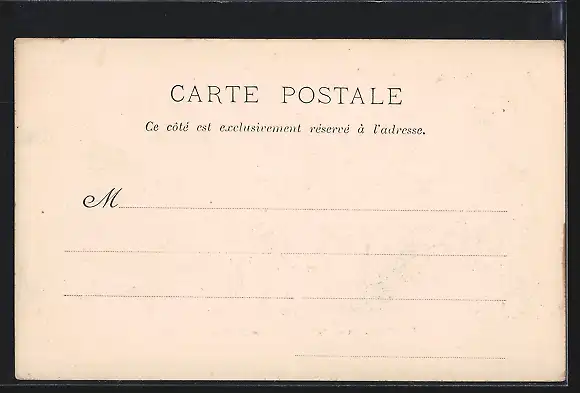 CARTE POSTALE
Ce côté est exclusivement réservé à l'adresse.
M